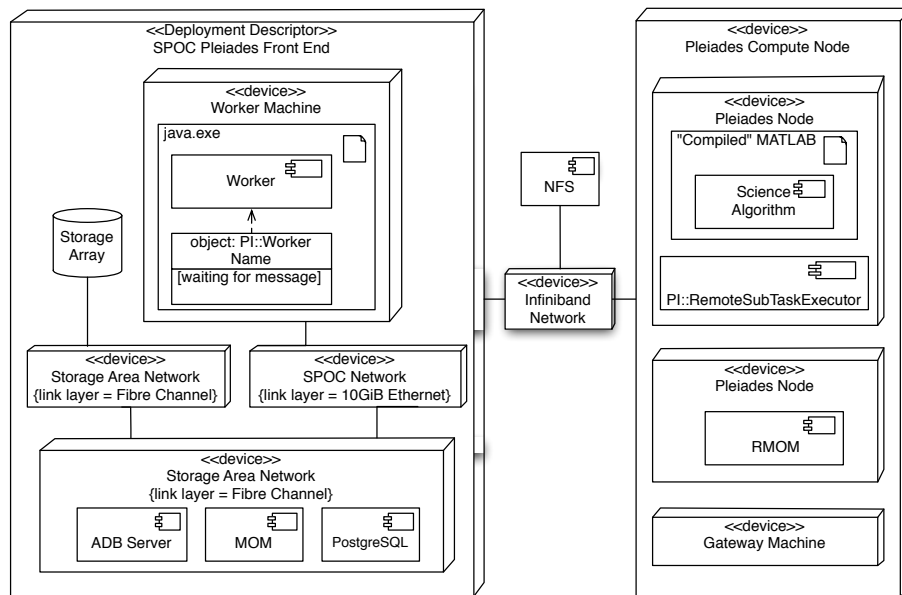 <<Deployment Descriptor>>
SPOC Pleiades Front End
<<device>>
Worker Machine
java.exe
Worker
object: PI::Worker
Name
[waiting for message]
Storage
Array
<<device>>
Storage Area Network
{link layer = Fibre Channel}
<<device>>
SPOC Network
{link layer = 10GiB Ethernet}
<<device>>
Storage Area Network
{link layer = Fibre Channel}
ADB Server
MOM
PostgreSQL
NFS
<<device>>
Infiniband
Network
<<device>>
Pleiades Compute Node
<<device>>
Pleiades Node
"Compiled" MATLAB
Science
Algorithm
PI::RemoteSubTaskExecutor
<<device>>
Pleiades Node
RMOM
<<device>>
Gateway Machine